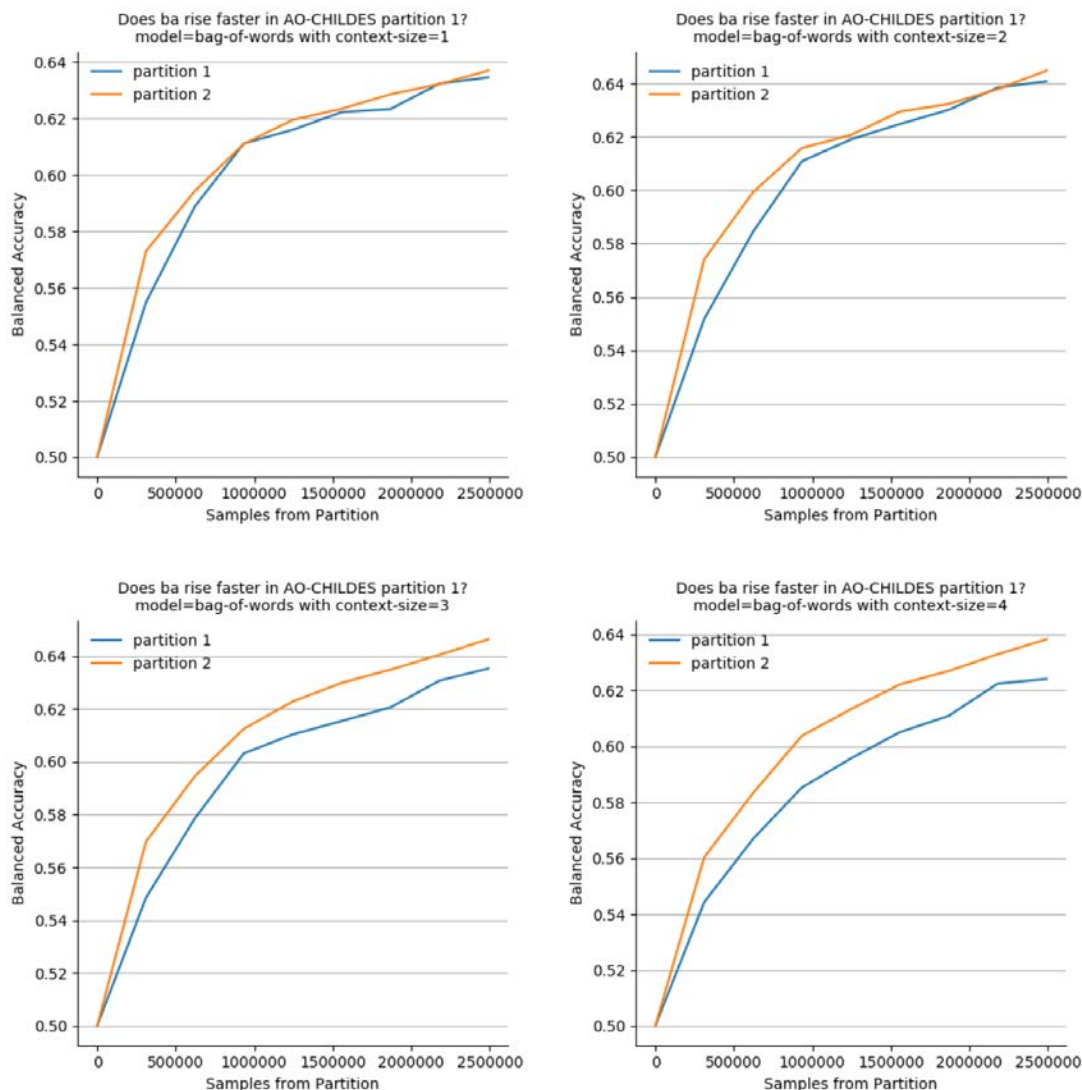 Does ba rise faster in AO-CHILDES partition 1?
model=bag-of-words with context-size=1
0.64
partition 1
partition 2
0.62
0.60
0.58
0.56
0.54
0.52
0.50
Balanced Accuracy
0 500000 1000000 1500000 2000000 2500000
Samples from Partition
Does ba rise faster in AO-CHILDES partition 1?
model=bag-of-words with context-size=2
partition 1
partition 2
0.64
0.62
0.60
0.58
0.56
0.54
0.52
0.50
Balanced Accuracy
0 500000 1000000 1500000 2000000 2500000
Samples from Partition
Does ba rise faster in AO-CHILDES partition 1?
model=bag-of-words with context-size=3
partition 1
partition 2
0.64
0.62
0.60
0.58
0.56
0.54
0.52
0.50
Balanced Accuracy
0 500000 1000000 1500000 2000000 2500000
Samples from Partition
Does ba rise faster in AO-CHILDES partition 1?
model=bag-of-words with context-size=4
0.64
partition 1
partition 2
0.62
0.60
0.58
0.56
0.54
0.52
0.50
Balanced Accuracy
0 500000 1000000 1500000 2000000 2500000
Samples from Partition